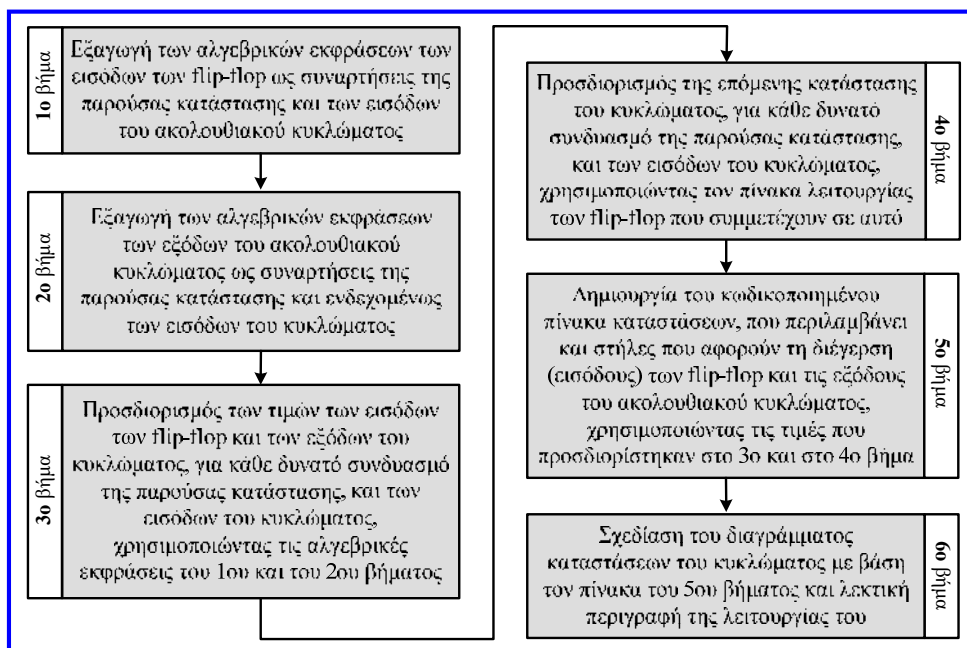 1ο βήμα
Εξαγωγή των αλγεβρικών εκφράσεων των
εισόδων των flip-flop ως συναρτήσεις της
παρούσας κατάστασης και των εισόδων
του ακολουθιακού κυκλώματος
2ο βήμα
Εξαγωγή των αλγεβρικών εκφράσεων
των εξόδων του ακολουθιακού
κυκλώματος ως συναρτήσεις της
παρούσας κατάστασης και ενδεχομένως
των εισόδων του κυκλώματος
3ο βήμα
Προσδιορισμός των τιμών των εισόδων
των flip-flop και των εξόδων του
κυκλώματος, για κάθε δυνατό συνδυασμό
της παρούσας κατάστασης, και των
εισόδων του κυκλώματος,
χρησιμοποιώντας τις αλγεβρικές
εκφράσεις του 1ου και του 2ου βήματος
4ο βήμα
Προσδιορισμός της επόμενης κατάστασης
του κυκλώματος, για κάθε δυνατό
συνδυασμό της παρούσας κατάστασης,
και των εισόδων του κυκλώματος,
χρησιμοποιώντας τον πίνακα λειτουργίας
των flip-flop που συμμετέχουν σε αυτό
5ο βήμα
Δημιουργία του κωδικοποιημένου
πίνακα καταστάσεων, που περιλαμβάνει
και στήλες που αφορούν τη διέγερση
(εισόδους) των flip-flop και τις εξόδους
του ακολουθιακού κυκλώματος,
χρησιμοποιώντας τις τιμές που
προσδιορίστηκαν στο 3ο και στο 4ο βήμα
6ο βήμα
Σχεδίαση του διαγράμματος
καταστάσεων του κυκλώματος με βάση
τον πίνακα του 5ου βήματος και λεκτική
περιγραφή της λειτουργίας του